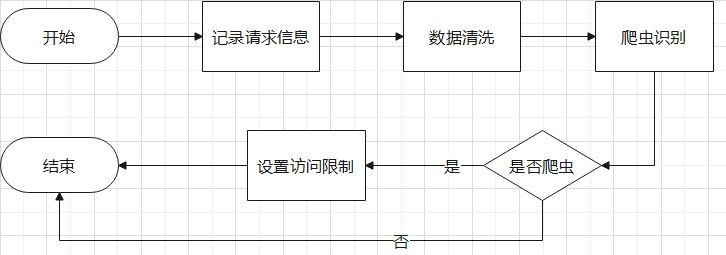 开始
记录请求信息
数据清洗
爬虫识别
是否爬虫
是
设置访问限制
结束
否